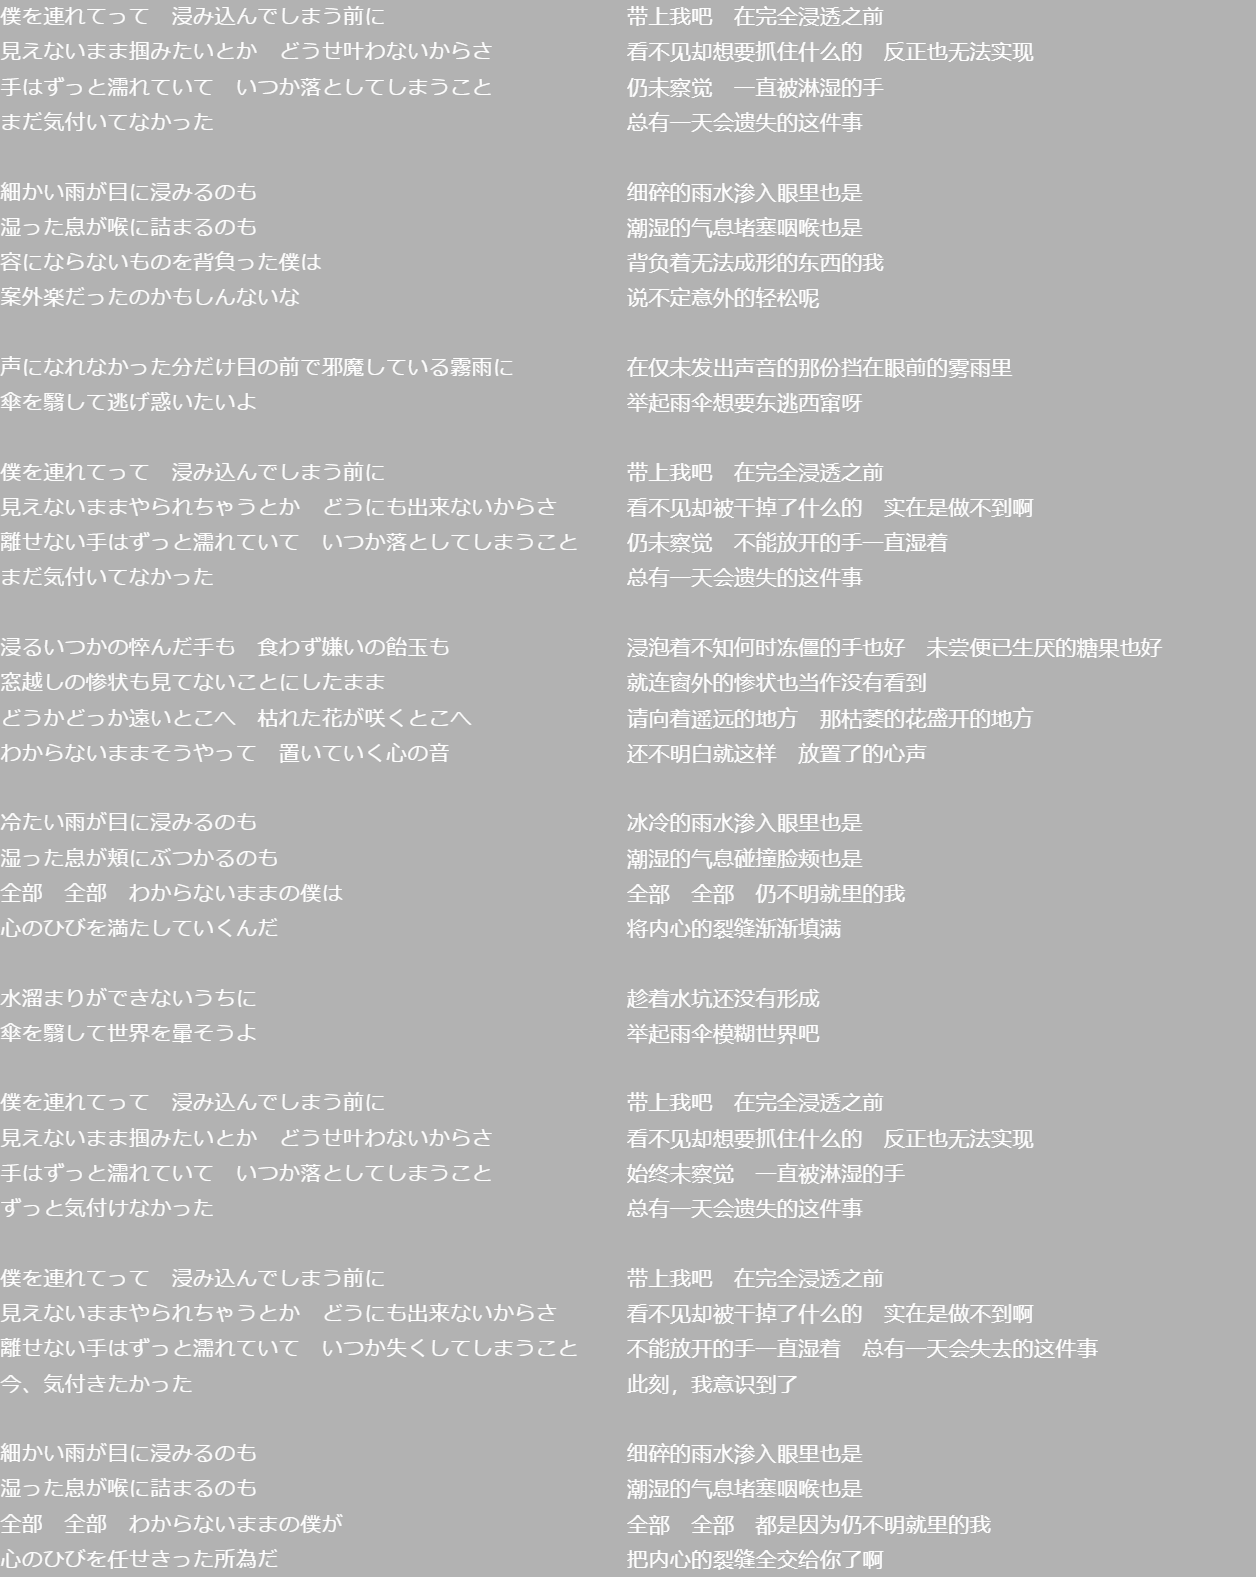 僕を連れてって　浸み込んでしまう前に
見えないまま掴みたいとか　どうせ叶わないからさ
手はずっと濡れていて　いつか落としてしまうこと
まだ気付いてなかった
細かい雨が目に浸みるのも
湿った息が喉に詰まるのも
容にならないものを背負った僕は
案外楽だったのかもしんないな
声になれなかった分だけ目の前で邪魔している霧雨に
傘を翳して逃げ惑いたいよ
僕を連れてって　浸み込んでしまう前に
見えないままやられちゃうとか　どうにも出来ないからさ
離せない手はずっと濡れていて　いつか落としてしまうこと
まだ気付いてなかった
浸るいつかの悴んだ手も　食わず嫌いの飴玉も
窓越しの惨状も見てないことにしたまま
どうかどっか遠いとこへ　枯れた花が咲くとこへ
わからないままそうやって　置いていく心の音
冷たい雨が目に浸みるのも
湿った息が頬にぶつかるのも
全部　全部　わからないままの僕は
心のひびを満たしていくんだ
水溜まりができないうちに
傘を翳して世界を暈そうよ
僕を連れてって　浸み込んでしまう前に
見えないまま掴みたいとか　どうせ叶わないからさ
手はずっと濡れていて　いつか落としてしまうこと
ずっと気付けなかった
僕を連れてって　浸み込んでしまう前に
見えないままやられちゃうとか　どうにも出来ないからさ
離せない手はずっと濡れていて　いつか失くしてしまうこと
今、気付きたかった
細かい雨が目に浸みるのも
湿った息が喉に詰まるのも
全部　全部　わからないままの僕が
心のひびを任せきった所為だ
带上我吧　在完全浸透之前
看不见却想要抓住什么的　反正也无法实现
仍未察觉　一直被淋湿的手
总有一天会遗失的这件事
细碎的雨水渗入眼里也是
潮湿的气息堵塞咽喉也是
背负着无法成形的东西的我
说不定意外的轻松呢
在仅未发出声音的那份挡在眼前的雾雨里
举起雨伞想要东逃西窜呀
带上我吧　在完全浸透之前
看不见却被干掉了什么的　实在是做不到啊
仍未察觉　不能放开的手一直湿着
总有一天会遗失的这件事
浸泡着不知何时冻僵的手也好　未尝便已生厌的糖果也好
就连窗外的惨状也当作没有看到
请向着遥远的地方　那枯萎的花盛开的地方
还不明白就这样　放置了的心声
冰冷的雨水渗入眼里也是
潮湿的气息碰撞脸颊也是
全部　全部　仍不明就里的我
将内心的裂缝渐渐填满
趁着水坑还没有形成
举起雨伞模糊世界吧
带上我吧　在完全浸透之前
看不见却想要抓住什么的　反正也无法实现
始终未察觉　一直被淋湿的手
总有一天会遗失的这件事
带上我吧　在完全浸透之前
看不见却被干掉了什么的　实在是做不到啊
不能放开的手一直湿着　总有一天会失去的这件事
此刻，我意识到了
细碎的雨水渗入眼里也是
潮湿的气息堵塞咽喉也是
全部　全部　都是因为仍不明就里的我
把内心的裂缝全交给你了啊